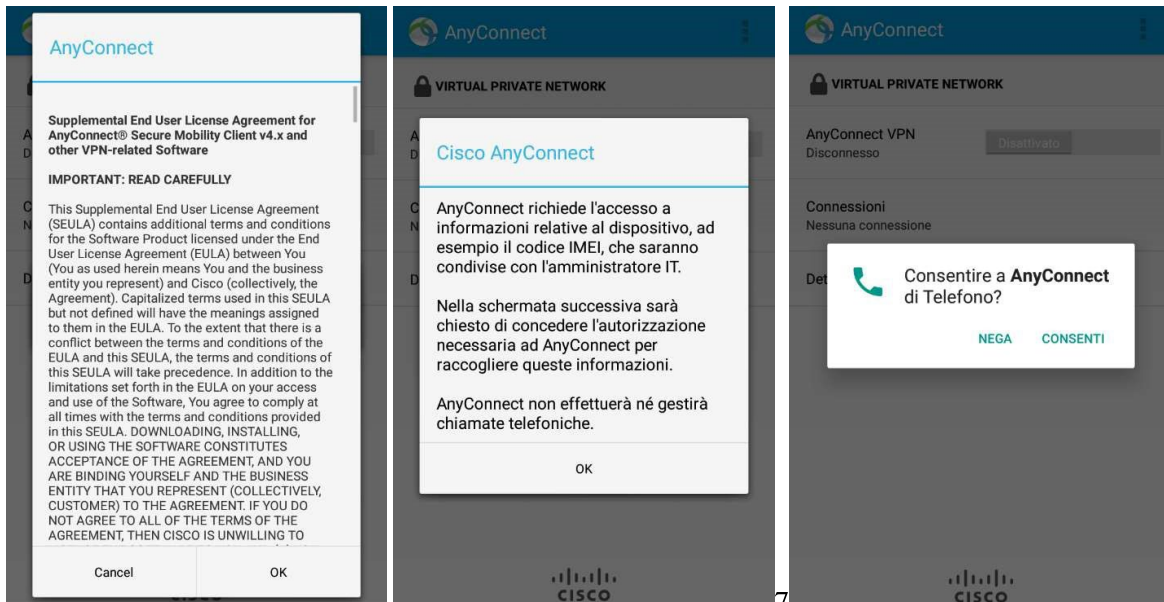 AnyConnect
Supplemental End User License Agreement for
AnyConnect® Secure Mobility Client v4.x and
other VPN-related Software
IMPORTANT: READ CAREFULLY
This Supplemental End User License Agreement
(SEULA) contains additional terms and conditions
for the Software Product licensed under the End
User License Agreement (EULA) between You
(You as used herein means You and the business
entity you represent) and Cisco (collectively, the
Agreement). Capitalized terms used in this SEULA
but not defined will have the meanings assigned
to them in the EULA. To the extent that there is a
conflict between the terms and conditions of the
EULA and this SEULA, the terms and conditions of
this SEULA will take precedence. In addition to the
limitations set forth in the EULA on your access
and use of the Software, You agree to comply at
all times with the terms and conditions provided
in this SEULA. DOWNLOADING, INSTALLING,
OR USING THE SOFTWARE CONSTITUTES
ACCEPTANCE OF THE AGREEMENT, AND YOU
ARE BINDING YOURSELF AND THE BUSINESS
ENTITY THAT YOU REPRESENT (COLLECTIVELY,
CUSTOMER) TO THE AGREEMENT. IF YOU DO
NOT AGREE TO ALL OF THE TERMS OF THE
AGREEMENT, THEN CISCO IS UNWILLING TO
Cancel OK
AnyConnect
VIRTUAL PRIVATE NETWORK
Cisco AnyConnect
AnyConnect richiede l'accesso a
informazioni relative al dispositivo, ad
esempio il codice IMEI, che saranno
condivise con l'amministratore IT.
Nella schermata successiva sarà
chiesto di concedere l'autorizzazione
necessaria ad AnyConnect per
raccogliere queste informazioni.
AnyConnect non effettuerà né gestirà
chiamate telefoniche.
OK
CISCO
AnyConnect
VIRTUAL PRIVATE NETWORK
AnyConnect VPN
Disattivato
Disconnesso
Connessioni
Nessuna connessione
Det
Consentire a AnyConnect
di Telefono?
NEGA CONSENTI
CISCO